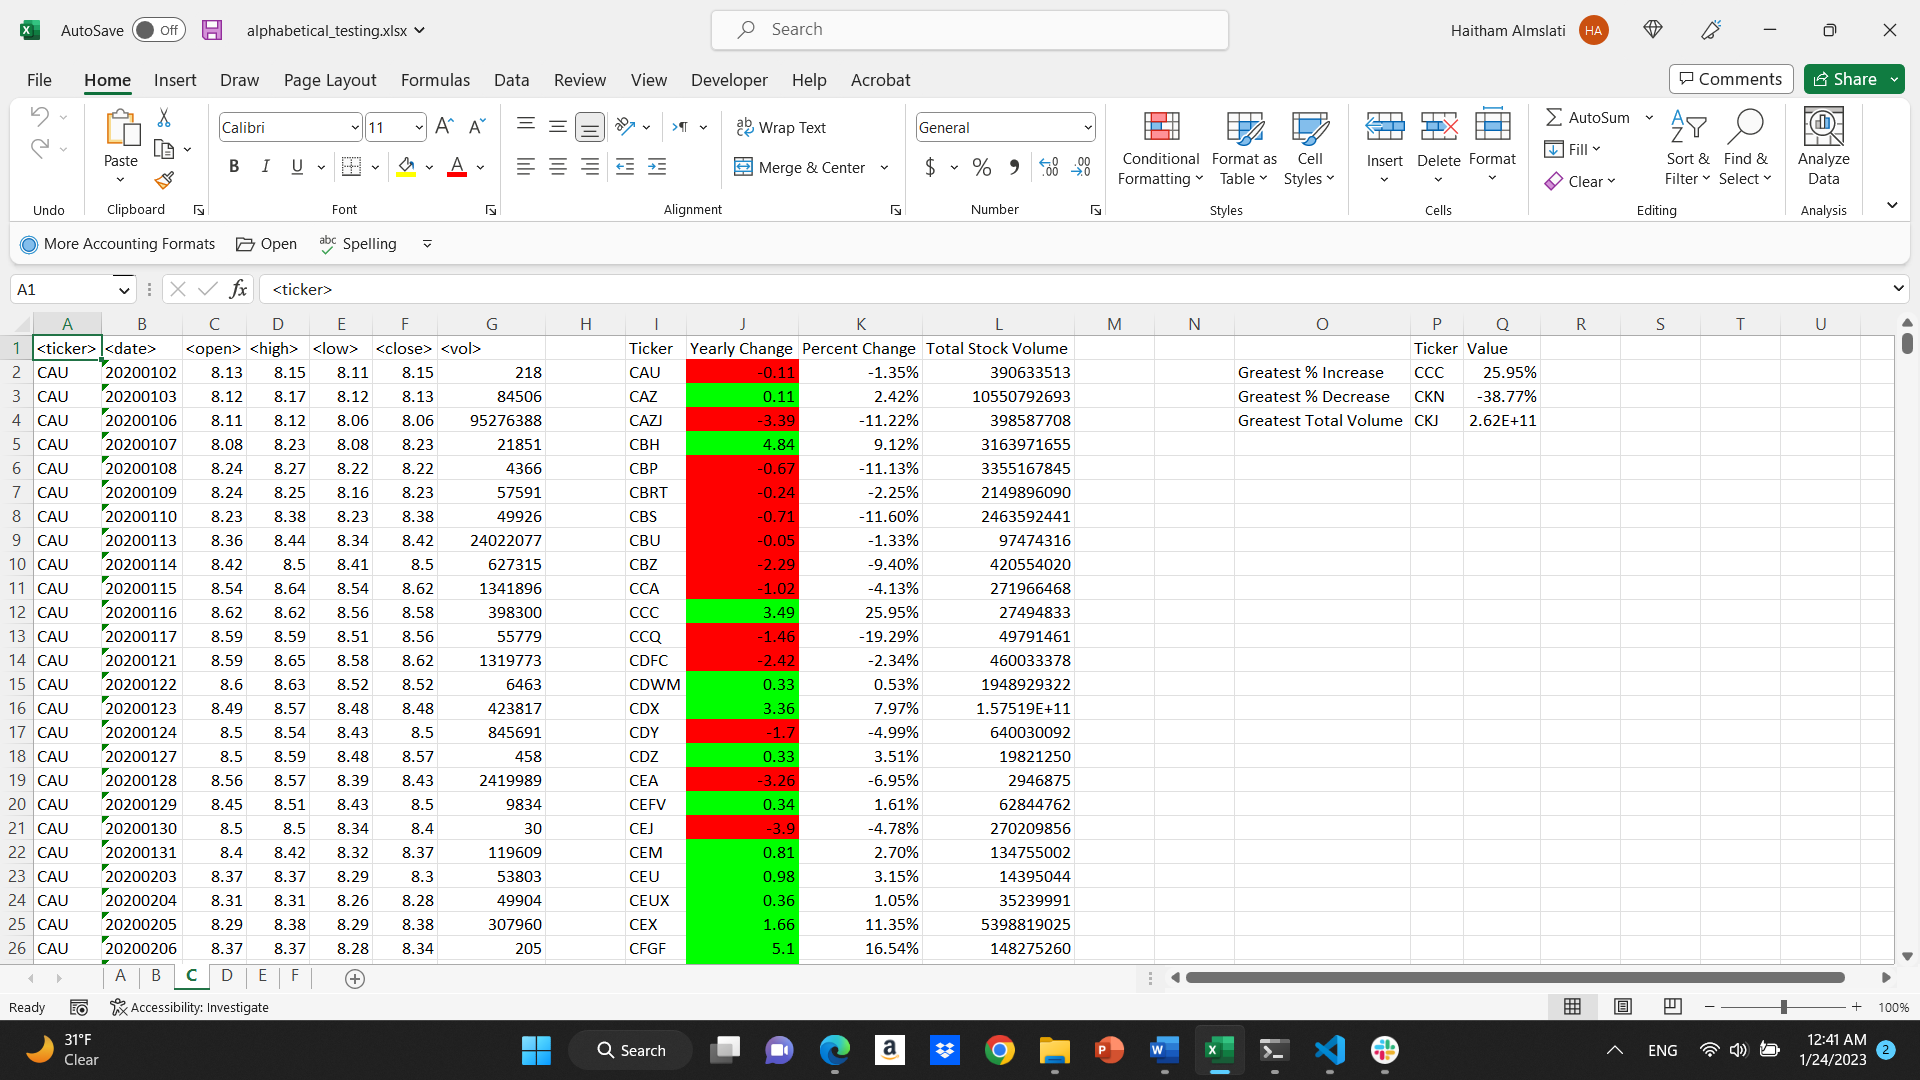 AutoSave Off alphabetical_testing.xlsx Search Haitham Almslati HA
File Home Insert Draw Page Layout Formulas Data Review View Developer Help Acrobat Comments Share
Paste Calibri 11 Wrap Text General Conditional Formatting Format as Table Cell Styles Insert Delete Format AutoSum Fill Clear Sort & Filter Find & Select Analyze Data
B I U A Merge & Center $ %
Undo Clipboard Font Alignment Number Styles Cells Editing Analysis
More Accounting Formats Open Spelling
A1 fx <ticker>
A B C D E F G H I J K L M N O P Q R S T U
1 <ticker> <date> <open> <high> <low> <close> <vol> Ticker Yearly Change Percent Change Total Stock Volume Ticker Value
2 CAU 20200102 8.13 8.15 8.11 8.15 218 CAU -0.11 -1.35% 390633513 Greatest % Increase CCC 25.95%
3 CAU 20200103 8.12 8.17 8.12 8.13 84506 CAZ 0.11 2.42% 10550792693 Greatest % Decrease CKN -38.77%
4 CAU 20200106 8.11 8.12 8.06 8.06 95276388 CAZJ -3.39 -11.22% 398587708 Greatest Total Volume CKJ 2.62E+11
5 CAU 20200107 8.08 8.23 8.08 8.23 21851 CBH 4.84 9.12% 3163971655
6 CAU 20200108 8.24 8.27 8.22 8.22 4366 CBP -0.67 -11.13% 3355167845
7 CAU 20200109 8.24 8.25 8.16 8.23 57591 CBRT -0.24 -2.25% 2149896090
8 CAU 20200110 8.23 8.38 8.23 8.38 49926 CBS -0.71 -11.60% 2463592441
9 CAU 20200113 8.36 8.44 8.34 8.42 24022077 CBU -0.05 -1.33% 97474316
10 CAU 20200114 8.42 8.5 8.41 8.5 627315 CBZ -2.29 -9.40% 420554020
11 CAU 20200115 8.54 8.64 8.54 8.62 1341896 CCA -1.02 -4.13% 271966468
12 CAU 20200116 8.62 8.62 8.56 8.58 398300 CCC 3.49 25.95% 27494833
13 CAU 20200117 8.59 8.59 8.51 8.56 55779 CCQ -1.46 -19.29% 49791461
14 CAU 20200121 8.59 8.65 8.58 8.62 1319773 CDFC -2.42 -2.34% 460033378
15 CAU 20200122 8.6 8.63 8.52 8.52 6463 CDWM 0.33 0.53% 1948929322
16 CAU 20200123 8.49 8.57 8.48 8.48 423817 CDX 3.36 7.97% 1.57519E+11
17 CAU 20200124 8.5 8.54 8.43 8.5 845691 CDY -1.7 -4.99% 640030092
18 CAU 20200127 8.5 8.59 8.48 8.57 458 CDZ 0.33 3.51% 19821250
19 CAU 20200128 8.56 8.57 8.39 8.43 2419989 CEA -3.26 -6.95% 2946875
20 CAU 20200129 8.45 8.51 8.43 8.5 9834 CEFV 0.34 1.61% 62844762
21 CAU 20200130 8.5 8.5 8.34 8.4 30 CEJ -3.9 -4.78% 270209856
22 CAU 20200131 8.4 8.42 8.32 8.37 119609 CEM 0.81 2.70% 134755002
23 CAU 20200203 8.37 8.37 8.29 8.3 53803 CEU 0.98 3.15% 14395044
24 CAU 20200204 8.31 8.31 8.26 8.28 49904 CEUX 0.36 1.05% 35239991
25 CAU 20200205 8.29 8.38 8.29 8.38 307960 CEX 1.66 11.35% 5398819025
26 CAU 20200206 8.37 8.37 8.28 8.34 205 CFGF 5.1 16.54% 148275260
A B C D E F
Ready Accessibility: Investigate 100%
31°F Search ENG 12:41 AM
Clear 1/24/2023 2